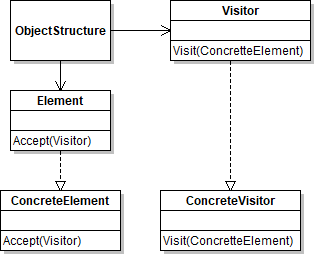 ObjectStructure
Visitor
Visit(ConcretteElement)
Element
Accept(Visitor)
ConcreteElement
Accept(Visitor)
ConcreteVisitor
Visit(ConcretteElement)